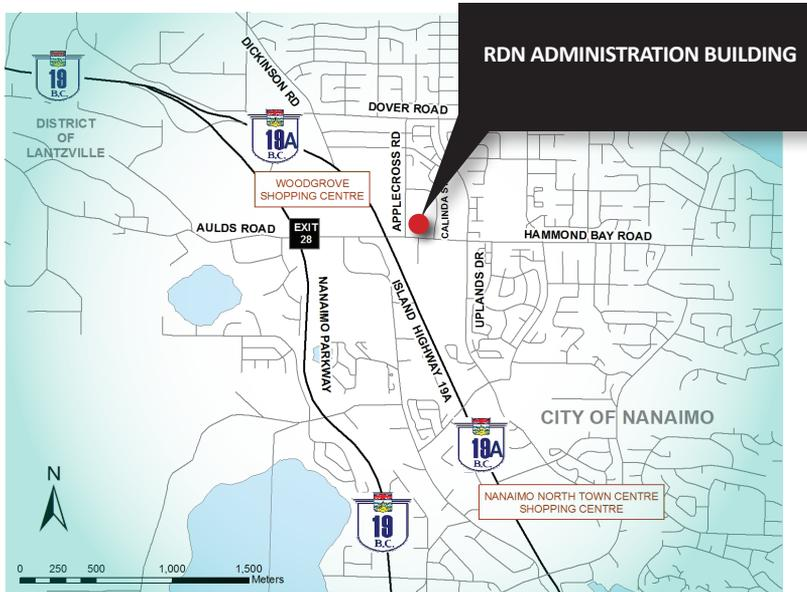 RDN ADMINISTRATION BUILDING
19
B.C.
DICKINSON RD
DOVER ROAD
DISTRICT
OF
LANTZVILLE
19A
B.C.
APPLECROSS RD
WOODGROVE
SHOPPING CENTRE
AULDS ROAD
EXIT
28
HAMMOND BAY ROAD
UPLANDS DR
NANAIMO PARKWAY
ISLAND HIGHWAY 19A
CITY OF NANAIMO
19A
B.C.
N
NANAIMO NORTH TOWN CENTRE
SHOPPING CENTRE
19
B.C.
0 250 500 1,000 1,500
Meters
CALINDA